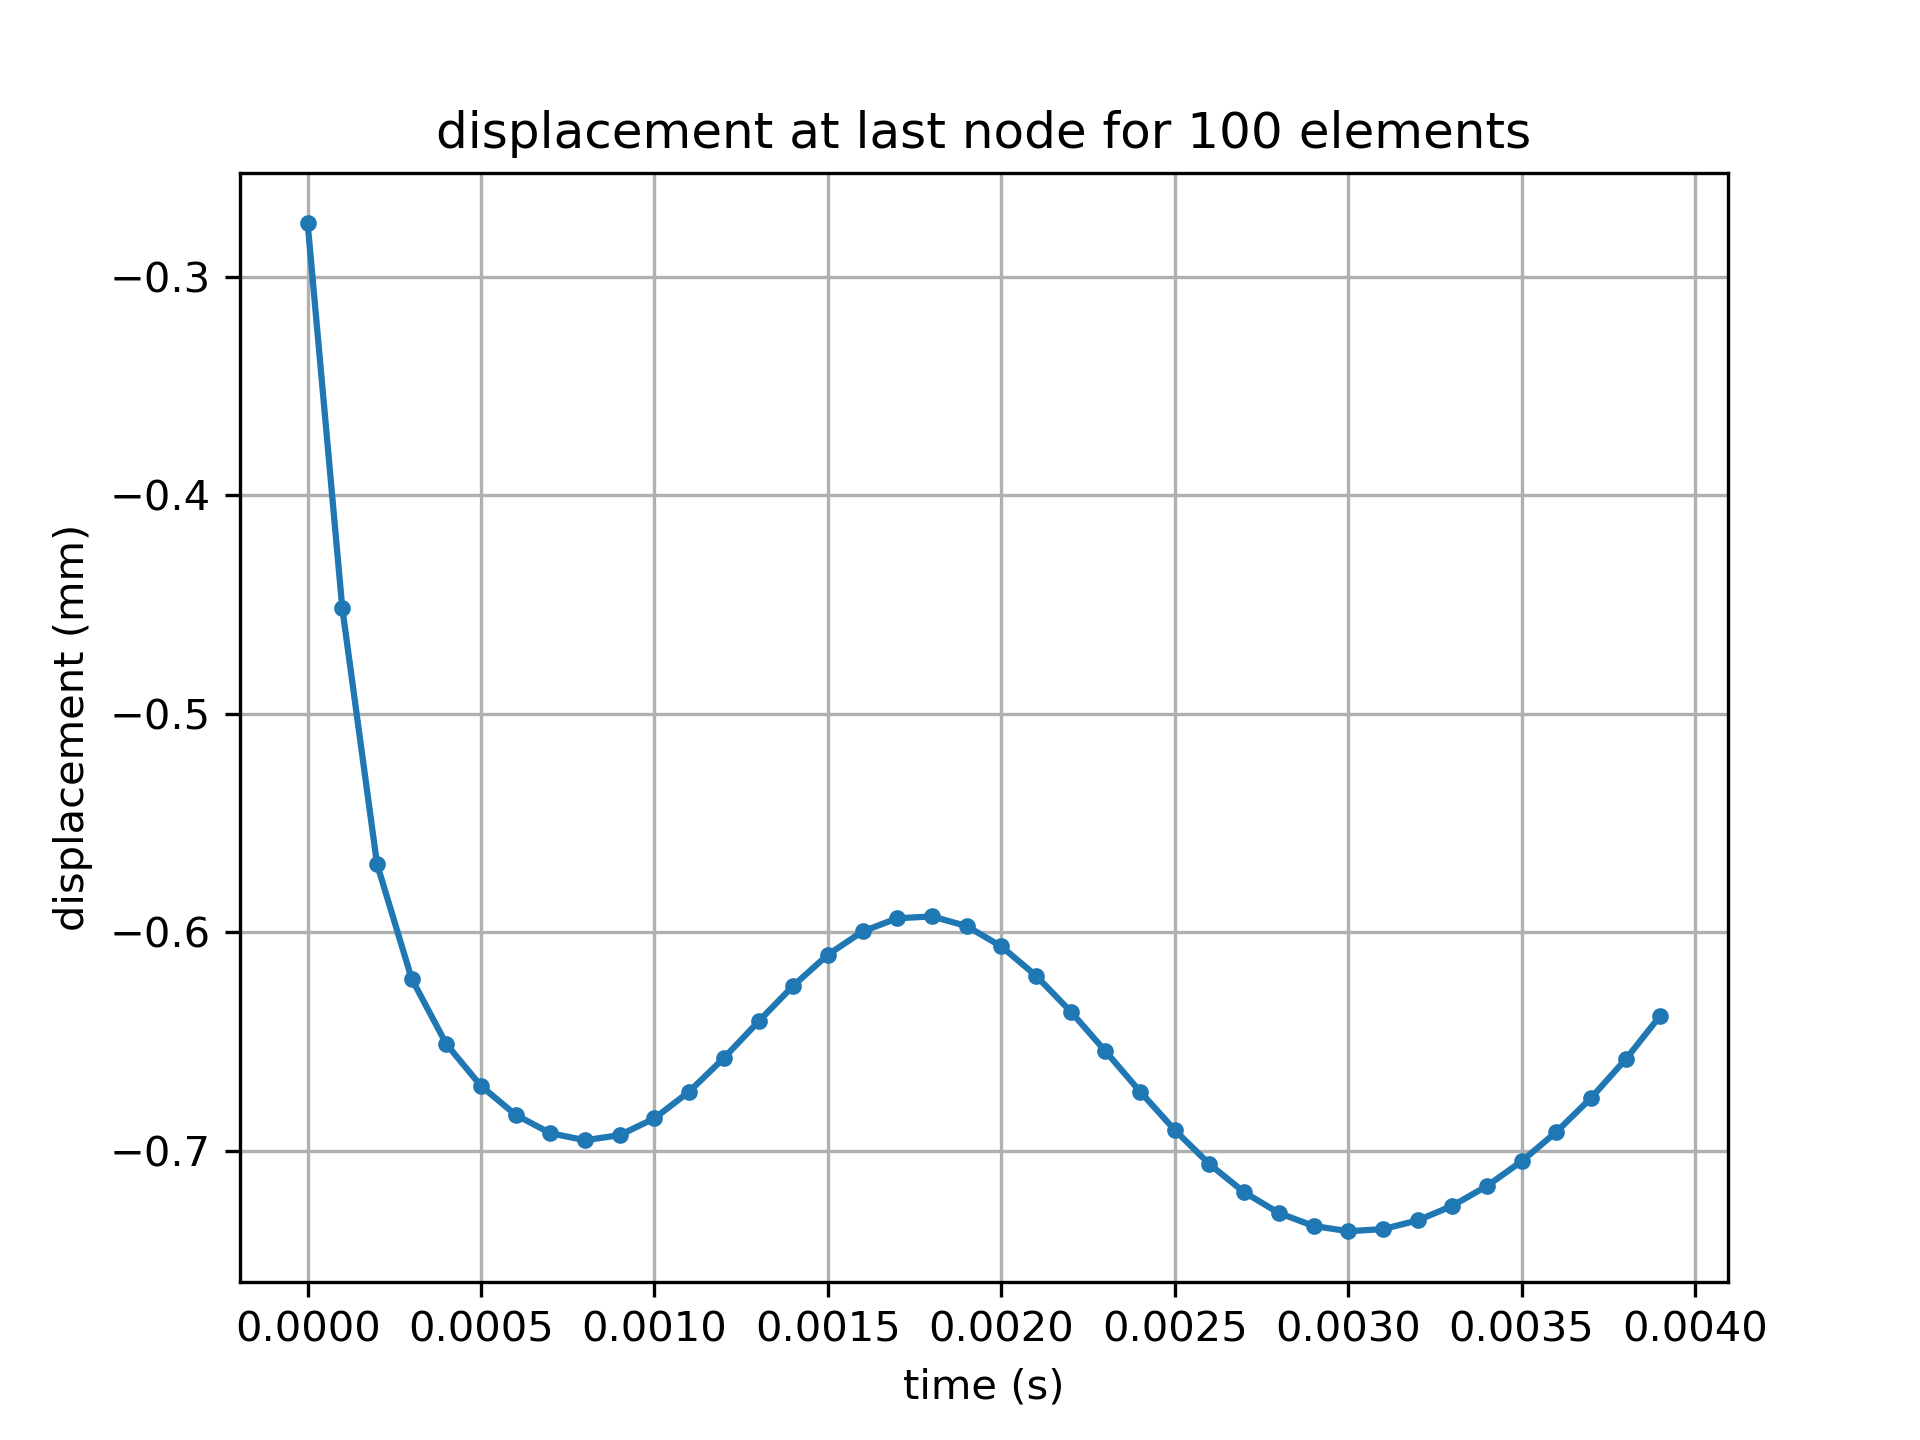 displacement at last node for 100 elements
displacement (mm)
−0.3
−0.4
−0.5
−0.6
−0.7
0.0000 0.0005 0.0010 0.0015 0.0020 0.0025 0.0030 0.0035 0.0040
time (s)